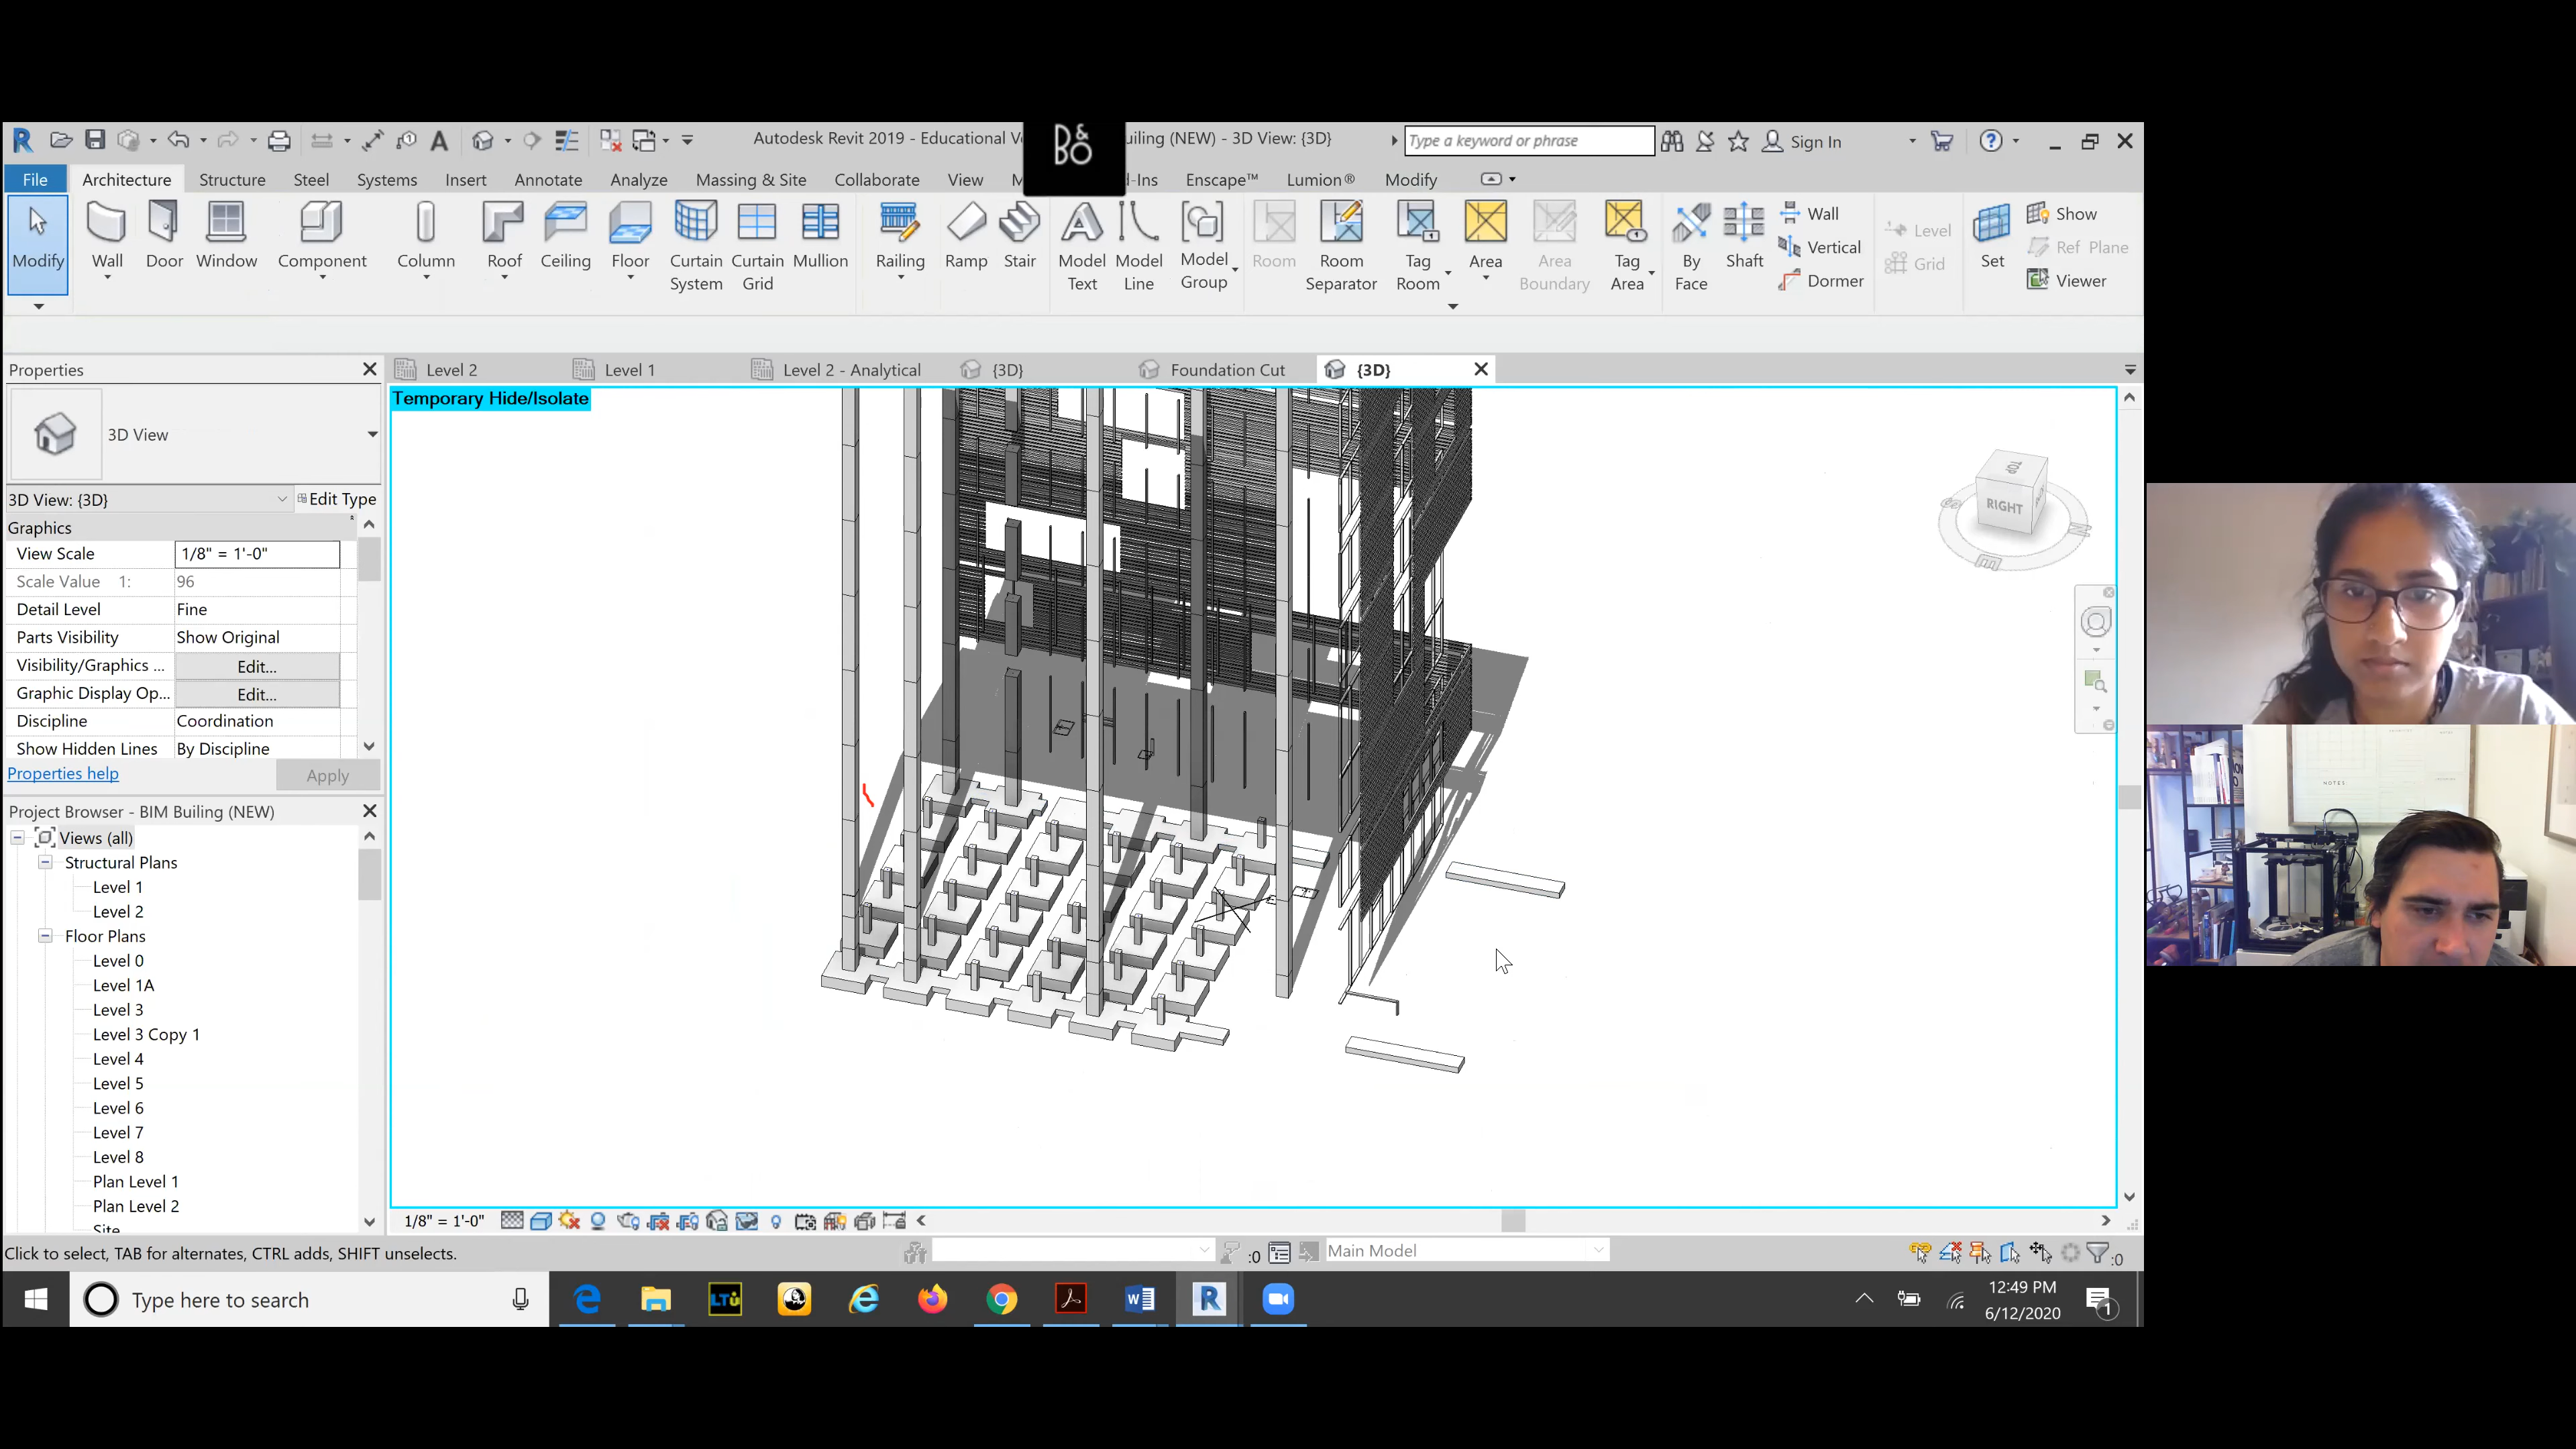 B&O
Autodesk Revit 2019 - Educational Ve
uiling (NEW) - 3D View: {3D}
Type a keyword or phrase
Sign In
File Architecture Structure Steel Systems Insert Annotate Analyze Massing & Site Collaborate View M d-Ins Enscape™ Lumion® Modify
Modify Wall Door Window Component Column Roof Ceiling Floor Curtain System Curtain Grid Mullion Railing Ramp Stair Model Text Model Line Model Group Room Room Separator Tag Room Area Area Boundary Tag Area By Face Shaft Wall Vertical Dormer Level Grid Set Show Ref Plane Viewer
Properties
Level 2 Level 1 Level 2 - Analytical {3D} Foundation Cut {3D}
Temporary Hide/Isolate
3D View
3D View: {3D} Edit Type
Graphics
View Scale 1/8" = 1'-0"
Scale Value 1: 96
Detail Level Fine
Parts Visibility Show Original
Visibility/Graphics ... Edit...
Graphic Display Op... Edit...
Discipline Coordination
Show Hidden Lines By Discipline
Properties help Apply
TOP
RIGHT
Project Browser - BIM Builing (NEW)
Views (all)
Structural Plans
Level 1
Level 2
Floor Plans
Level 0
Level 1A
Level 3
Level 3 Copy 1
Level 4
Level 5
Level 6
Level 7
Level 8
Plan Level 1
Plan Level 2
Site
1/8" = 1'-0"
Click to select, TAB for alternates, CTRL adds, SHIFT unselects.
:0
Main Model
:0
Type here to search
12:49 PM
6/12/2020
1
NOTES